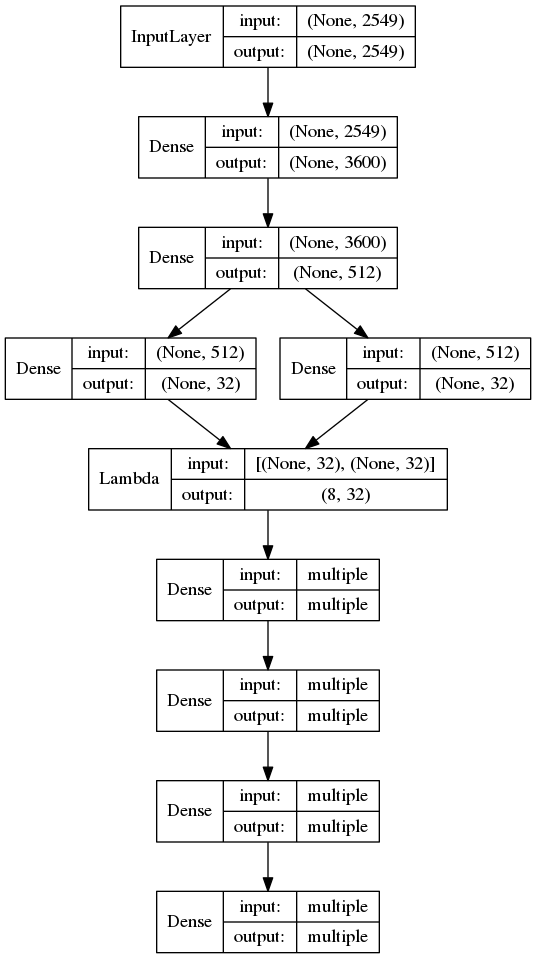 InputLayer
input: (None, 2549)
output: (None, 2549)
Dense
input: (None, 2549)
output: (None, 3600)
Dense
input: (None, 3600)
output: (None, 512)
Dense
input: (None, 512)
output: (None, 32)
Dense
input: (None, 512)
output: (None, 32)
Lambda
input: [(None, 32), (None, 32)]
output: (8, 32)
Dense
input: multiple
output: multiple
Dense
input: multiple
output: multiple
Dense
input: multiple
output: multiple
Dense
input: multiple
output: multiple